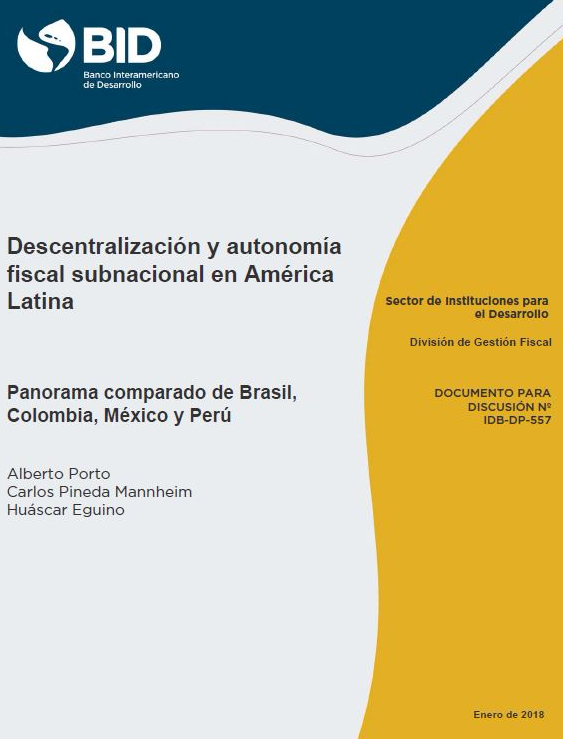 BID
Banco Interamericano
de Desarrollo
Descentralización y autonomía
fiscal subnacional en América
Latina
Sector de Instituciones para
el Desarrollo
División de Gestión Fiscal
Panorama comparado de Brasil,
Colombia, México y Perú
DOCUMENTO PARA
DISCUSIÓN Nº
IDB-DP-557
Alberto Porto
Carlos Pineda Mannheim
Huáscar Eguino
Enero de 2018